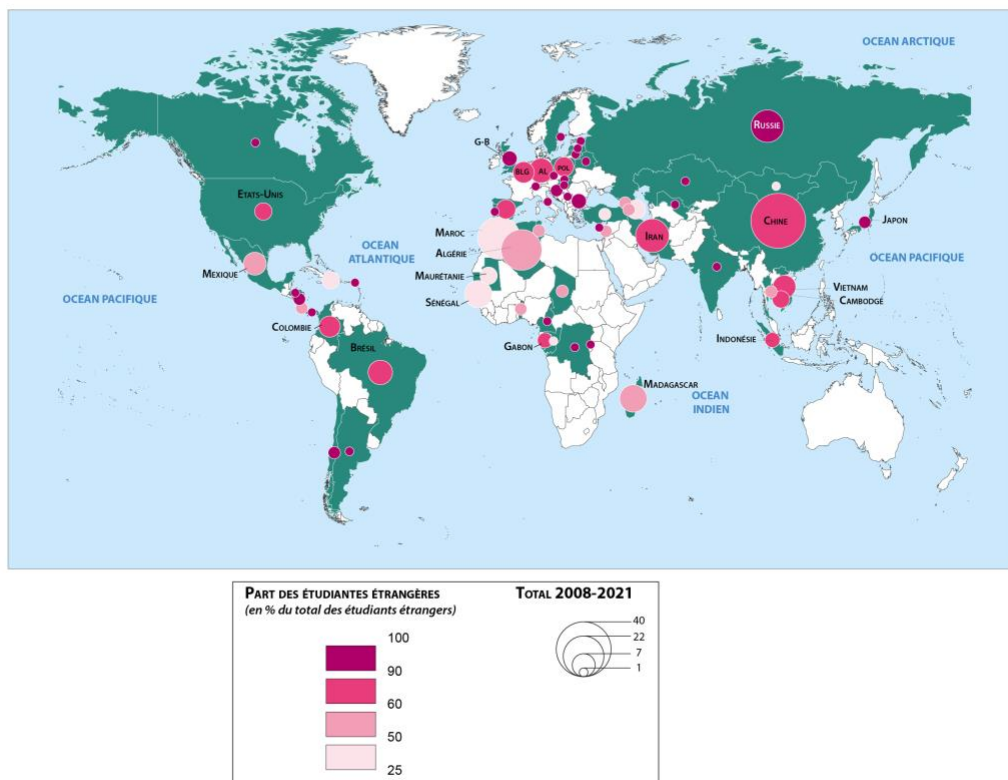 OCEAN ARCTIQUE
RUSSIE
G-B
BLG
AL
POL
ETATS-UNIS
CHINE
JAPON
MAROC
IRAN
ALGÉRIE
OCEAN
ATLANTIQUE
OCEAN PACIFIQUE
MEXIQUE
MAURÉTANIE
VIETNAM
CAMBODGE
OCEAN PACIFIQUE
SÉNÉGAL
COLOMBIE
BRÉSIL
GABON
INDONÉSIE
MADAGASCAR
OCEAN
INDIEN
PART DES ÉTUDIANTES ÉTRANGÈRES
(en % du total des étudiants étrangers)
100
90
60
50
25
TOTAL 2008-2021
40
22
7
1